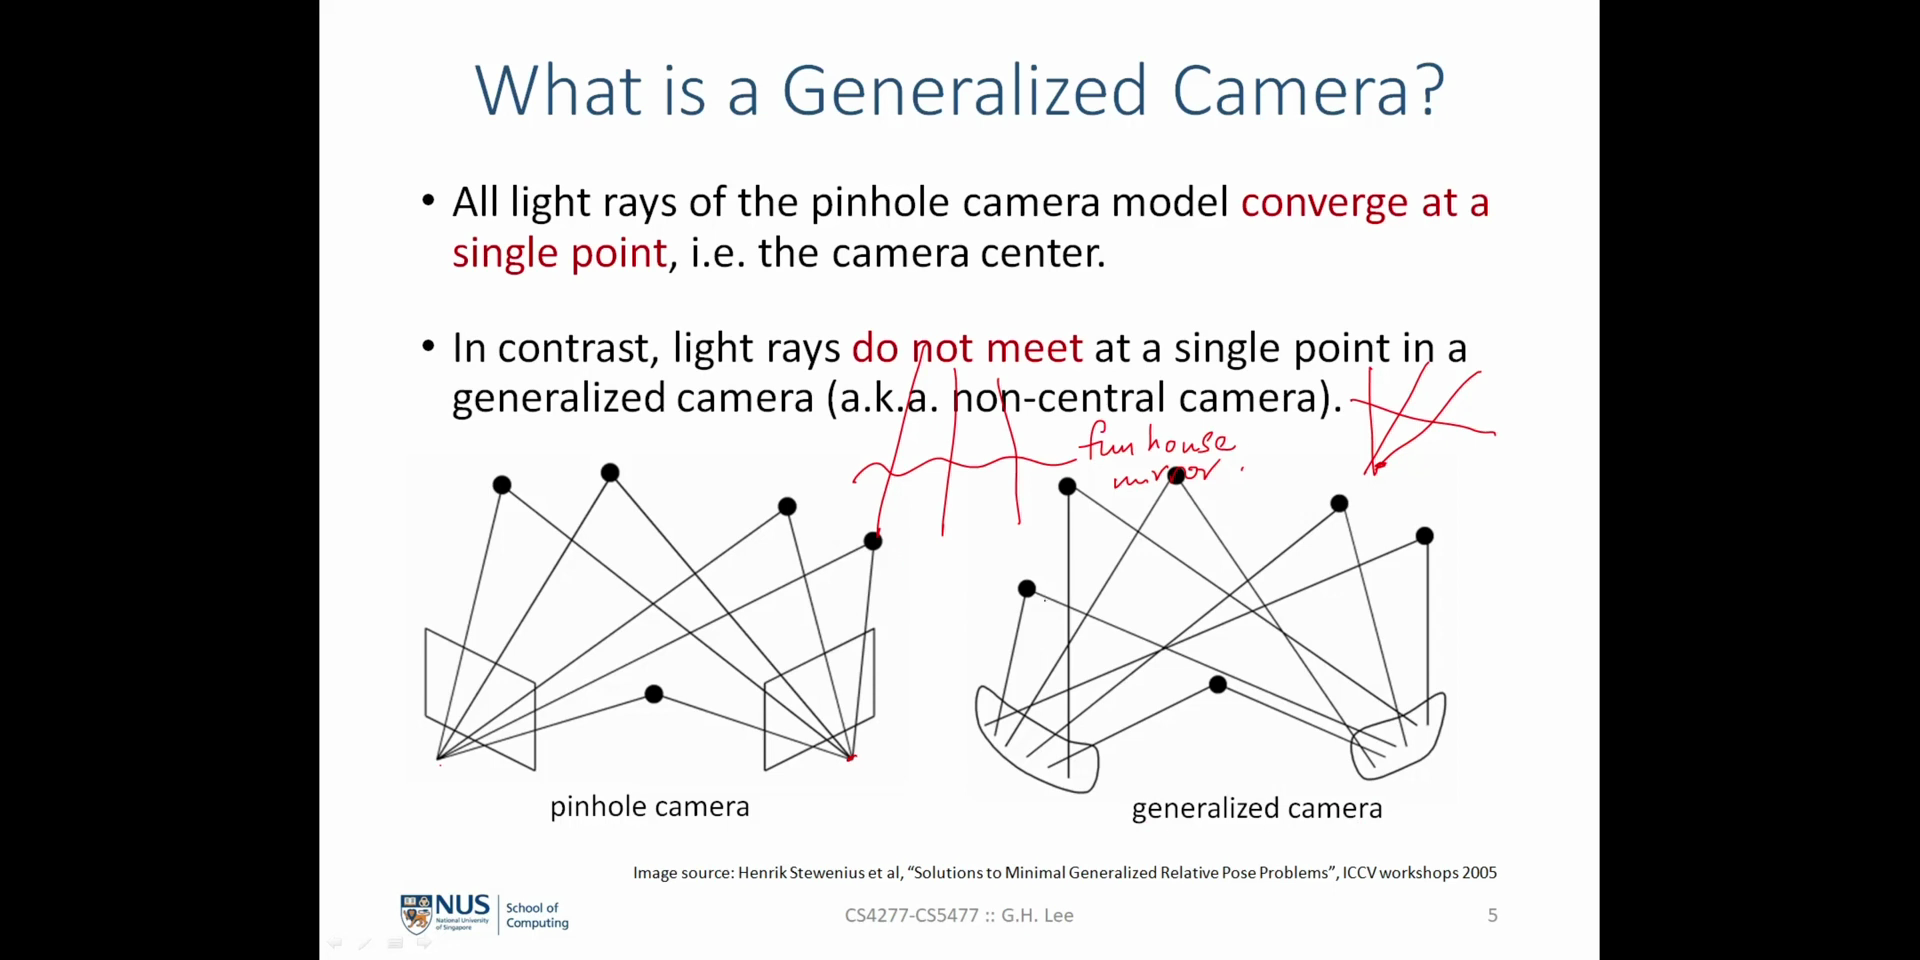 What is a Generalized Camera?
• All light rays of the pinhole camera model converge at a
single point, i.e. the camera center.
• In contrast, light rays do not meet at a single point in a
generalized camera (a.k.a. non-central camera).
fun house
mirror.
pinhole camera
generalized camera
Image source: Henrik Stewenius et al, “Solutions to Minimal Generalized Relative Pose Problems”, ICCV workshops 2005
NUS
National University
of Singapore
School of
Computing
CS4277-CS5477 :: G.H. Lee
5